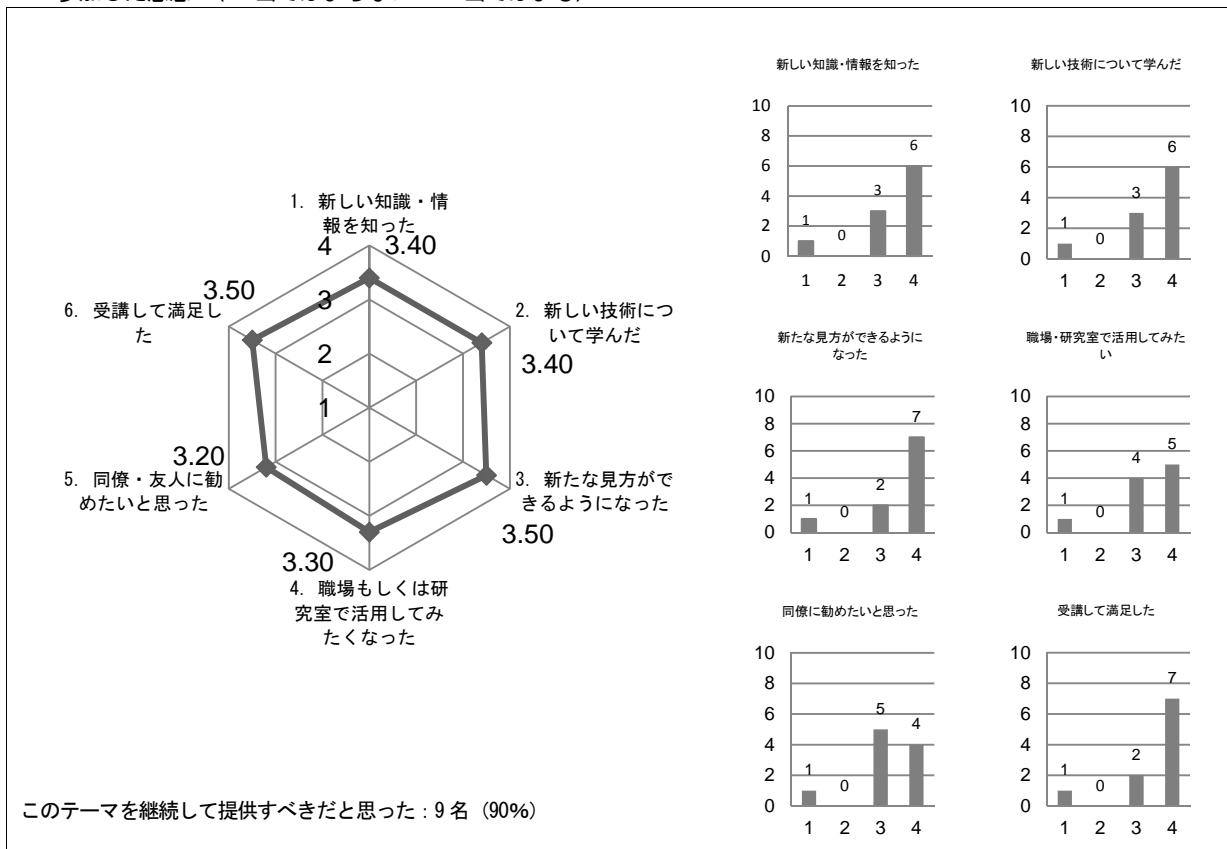 新しい知識・情報を知った
10
8
6
4
2
0
1
0
3
6
1 2 3 4
新しい技術について学んだ
10
8
6
4
2
0
1
0
3
6
1 2 3 4
1. 新しい知識・情
報を知った
4
3.40
3
2
1
2. 新しい技術につ
いて学んだ
3.40
3. 新たな見方がで
きるようになった
3.50
3.30
4. 職場もしくは研
究室で活用してみ
たくなった
3.20
5. 同僚・友人に勧
めたいと思った
3.50
6. 受講して満足し
た
新たな見方ができるように
なった
10
8
6
4
2
0
1
0
2
7
1 2 3 4
職場・研究室で活用してみた
い
10
8
6
4
2
0
1
0
4
5
1 2 3 4
同僚に勧めたいと思った
10
8
6
4
2
0
1
0
5
4
1 2 3 4
受講して満足した
10
8
6
4
2
0
1
0
2
7
1 2 3 4
このテーマを継続して提供すべきだと思った：9 名（90%）